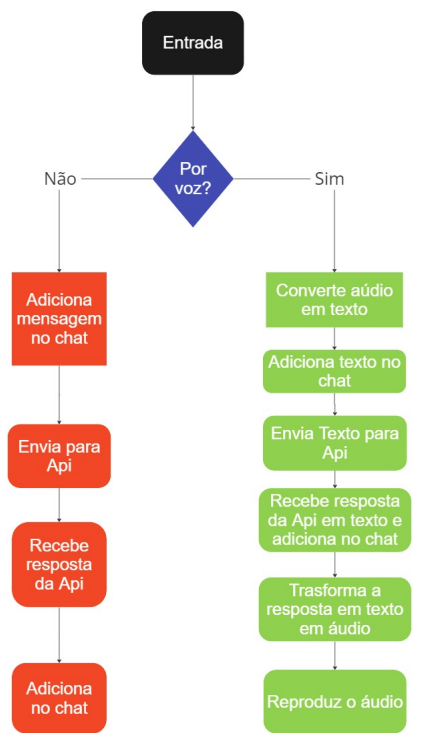 Entrada
Por
voz?
Não
Sim
Adiciona
mensagem
no chat
Envia para
Api
Recebe
resposta
da Api
Adiciona
no chat
Converte aúdio
em texto
Adiciona texto no
chat
Envia Texto para
Api
Recebe resposta
da Api em texto e
adiciona no chat
Trasforma a
resposta em texto
em áudio
Reproduz o áudio